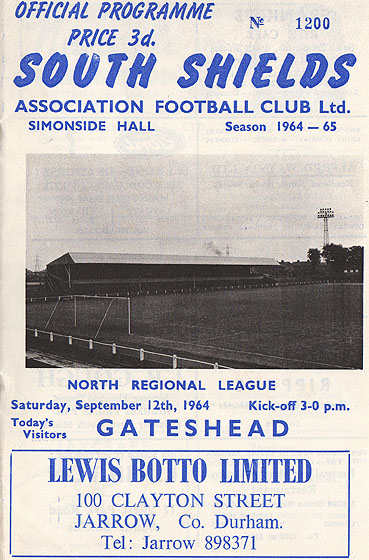 OFFICIAL PROGRAMME
PRICE 3d.
Nº 1200
SOUTH SHIELDS
ASSOCIATION FOOTBALL CLUB Ltd.
SIMONSIDE HALL Season 1964 — 65
NORTH REGIONAL LEAGUE
Saturday, September 12th, 1964 Kick-off 3-0 p.m.
Today's
Visitors GATESHEAD
LEWIS BOTTO LIMITED
100 CLAYTON STREET
JARROW, Co. Durham.
Tel: Jarrow 898371